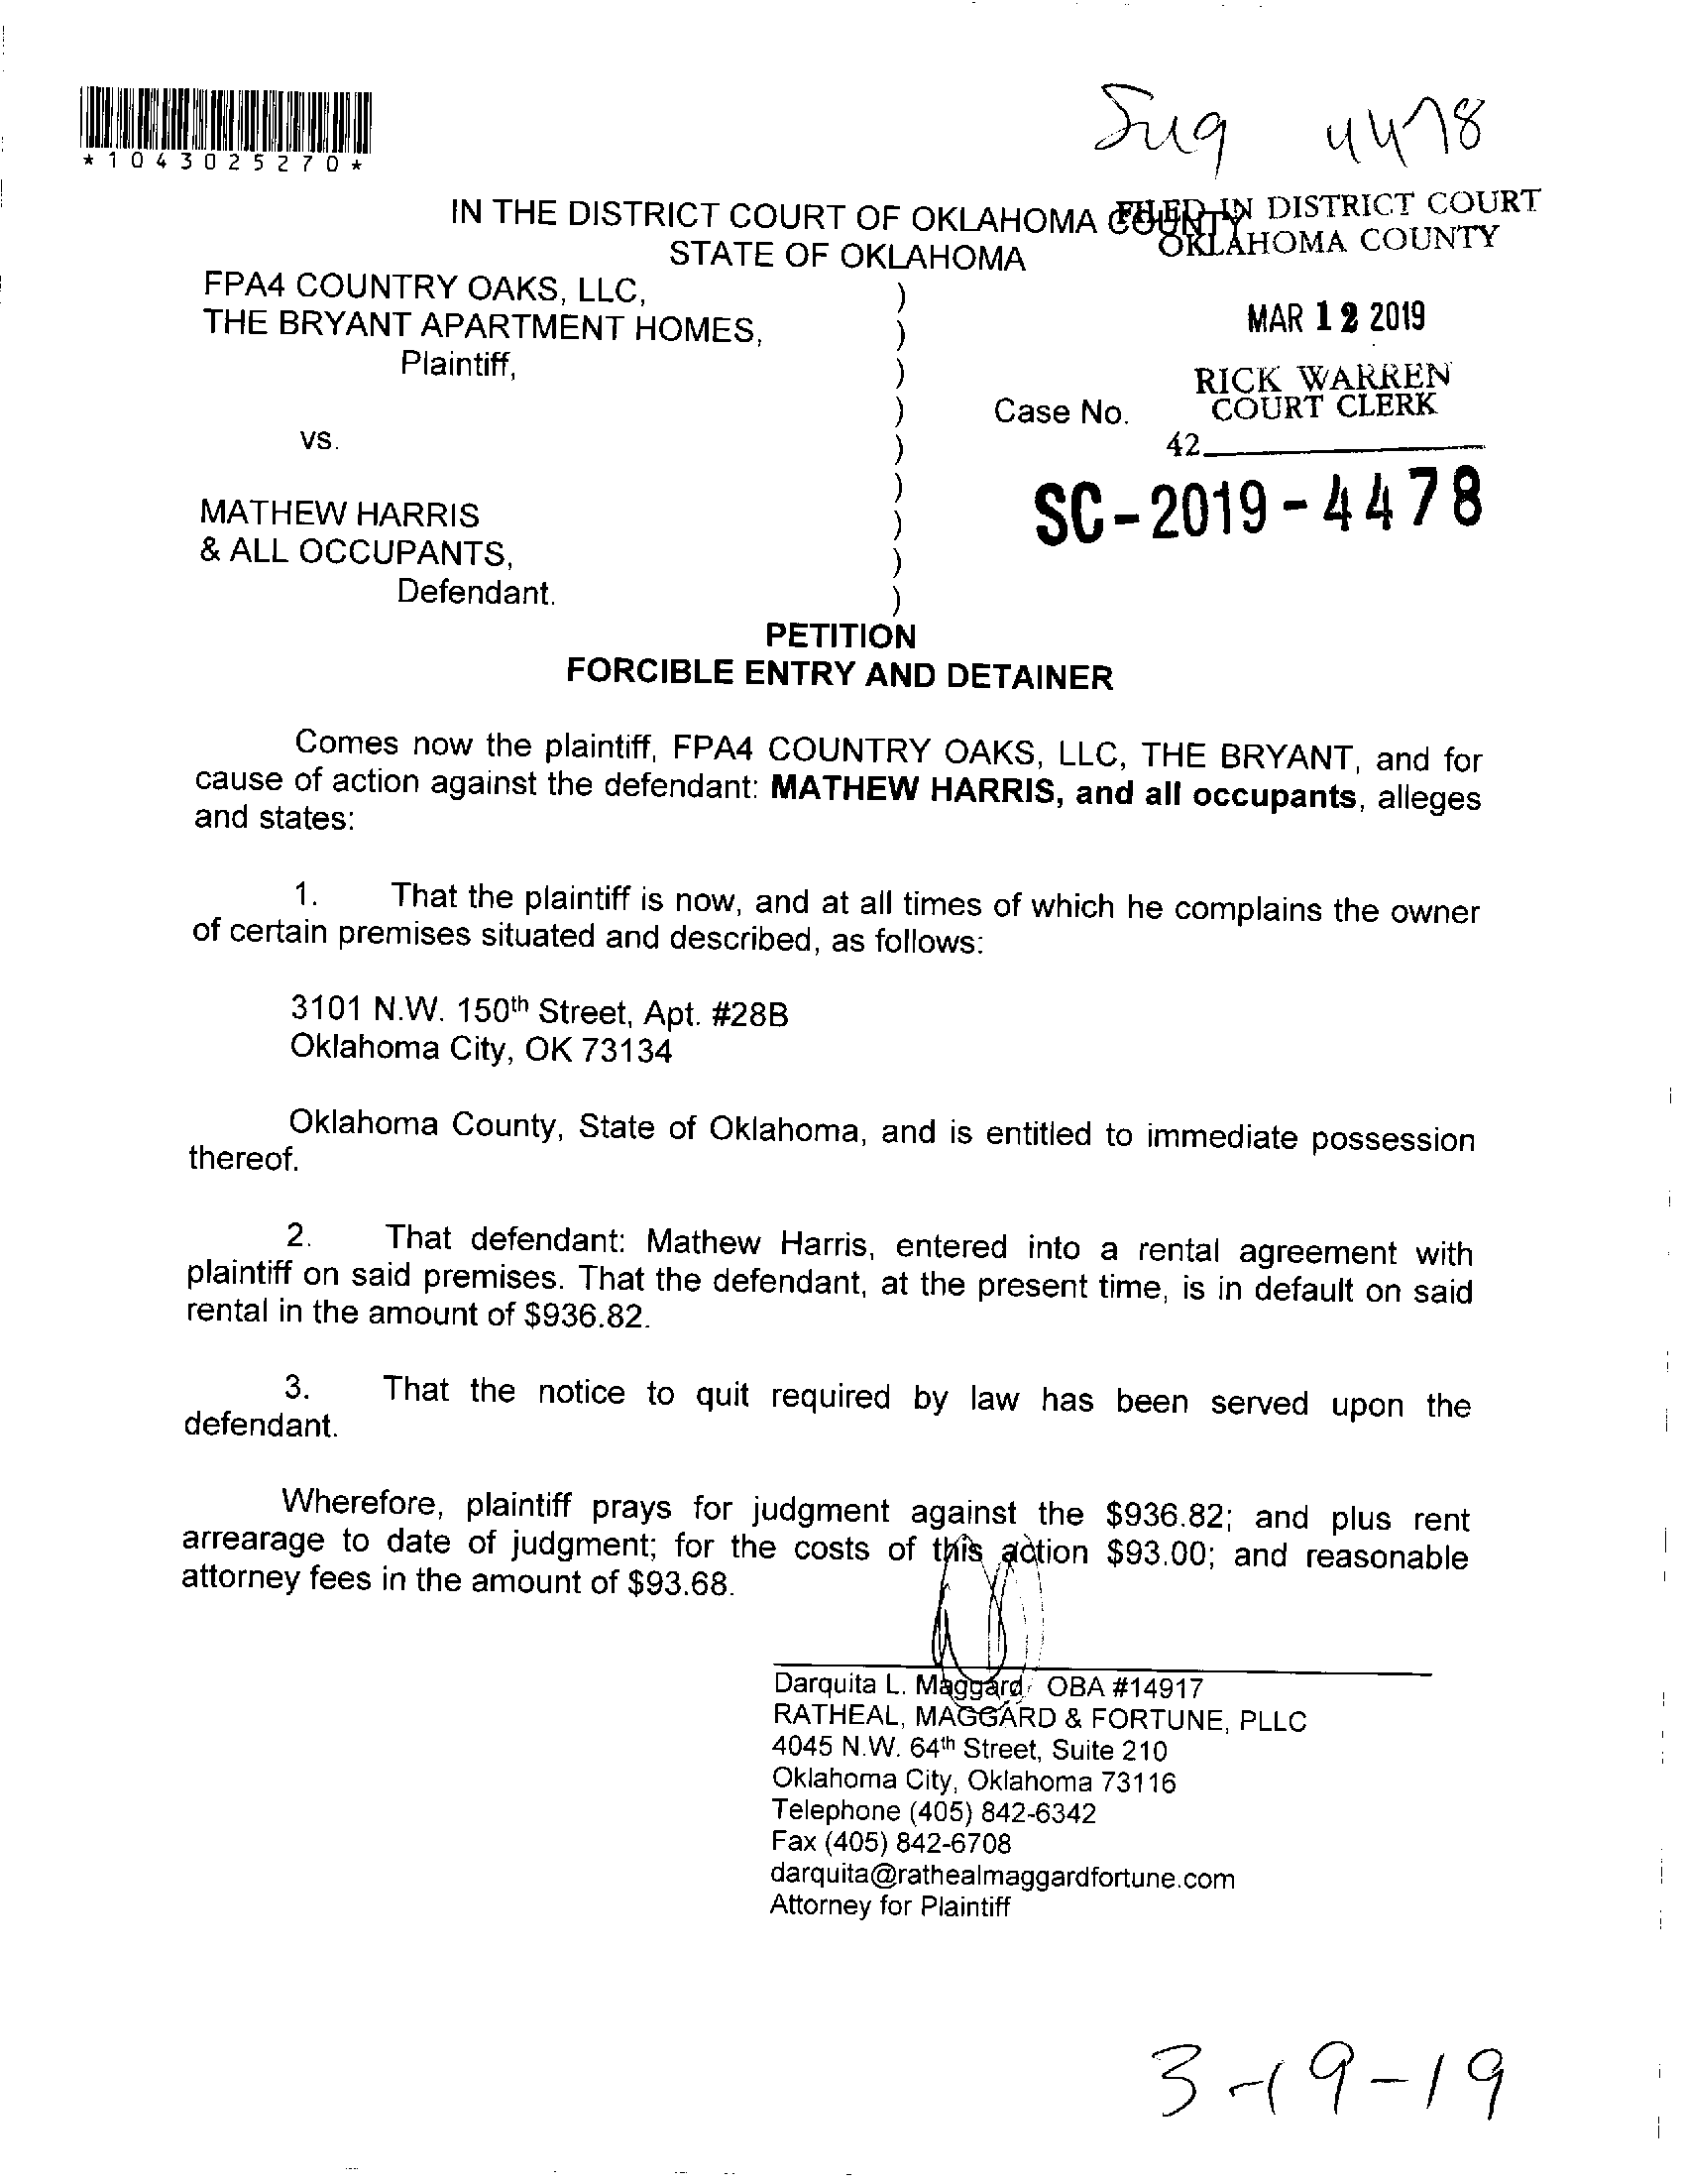 *1043025270*
4478
IN THE DISTRICT COURT OF OKLAHOMA COUNTY
FILED IN DISTRICT COURT
OKLAHOMA COUNTY
STATE OF OKLAHOMA
FPA4 COUNTRY OAKS, LLC, )
THE BRYANT APARTMENT HOMES, )
MAR 12 2019
Plaintiff, )
RICK WARREN
COURT CLERK
) Case No.
42
vs. )
)
SC-2019-4478
MATHEW HARRIS )
& ALL OCCUPANTS, )
Defendant. )
PETITION
FORCIBLE ENTRY AND DETAINER
Comes now the plaintiff, FPA4 COUNTRY OAKS, LLC, THE BRYANT, and for
cause of action against the defendant: MATHEW HARRIS, and all occupants, alleges
and states:
1. That the plaintiff is now, and at all times of which he complains the owner
of certain premises situated and described, as follows:
3101 N.W. 150th Street, Apt. #28B
Oklahoma City, OK 73134
Oklahoma County, State of Oklahoma, and is entitled to immediate possession
thereof.
2. That defendant: Mathew Harris, entered into a rental agreement with
plaintiff on said premises. That the defendant, at the present time, is in default on said
rental in the amount of $936.82.
3. That the notice to quit required by law has been served upon the
defendant.
Wherefore, plaintiff prays for judgment against the $936.82; and plus rent
arrearage to date of judgment; for the costs of this action $93.00; and reasonable
attorney fees in the amount of $93.68.
Darquita L. Maggard OBA #14917
RATHEAL, MAGGARD & FORTUNE, PLLC
4045 N.W. 64th Street, Suite 210
Oklahoma City, Oklahoma 73116
Telephone (405) 842-6342
Fax (405) 842-6708
darquita@rathealmaggardfortune.com
Attorney for Plaintiff
3-19-19